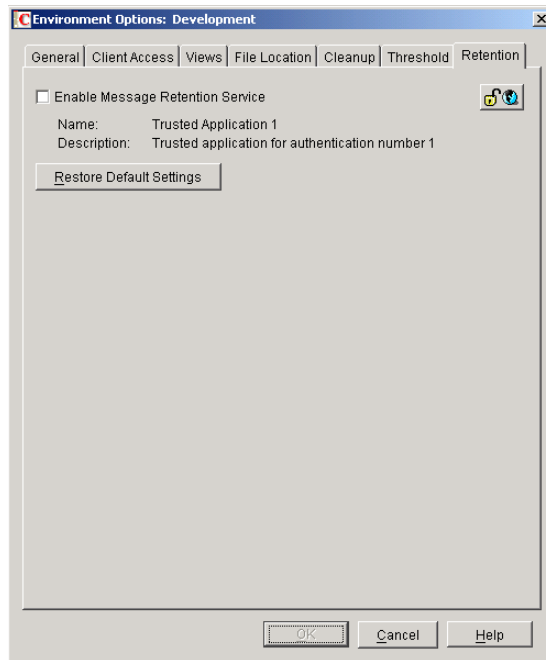 Environment Options: Development
General Client Access Views File Location Cleanup Threshold Retention
Enable Message Retention Service
Name: Trusted Application 1
Description: Trusted application for authentication number 1
Restore Default Settings
OK Cancel Help